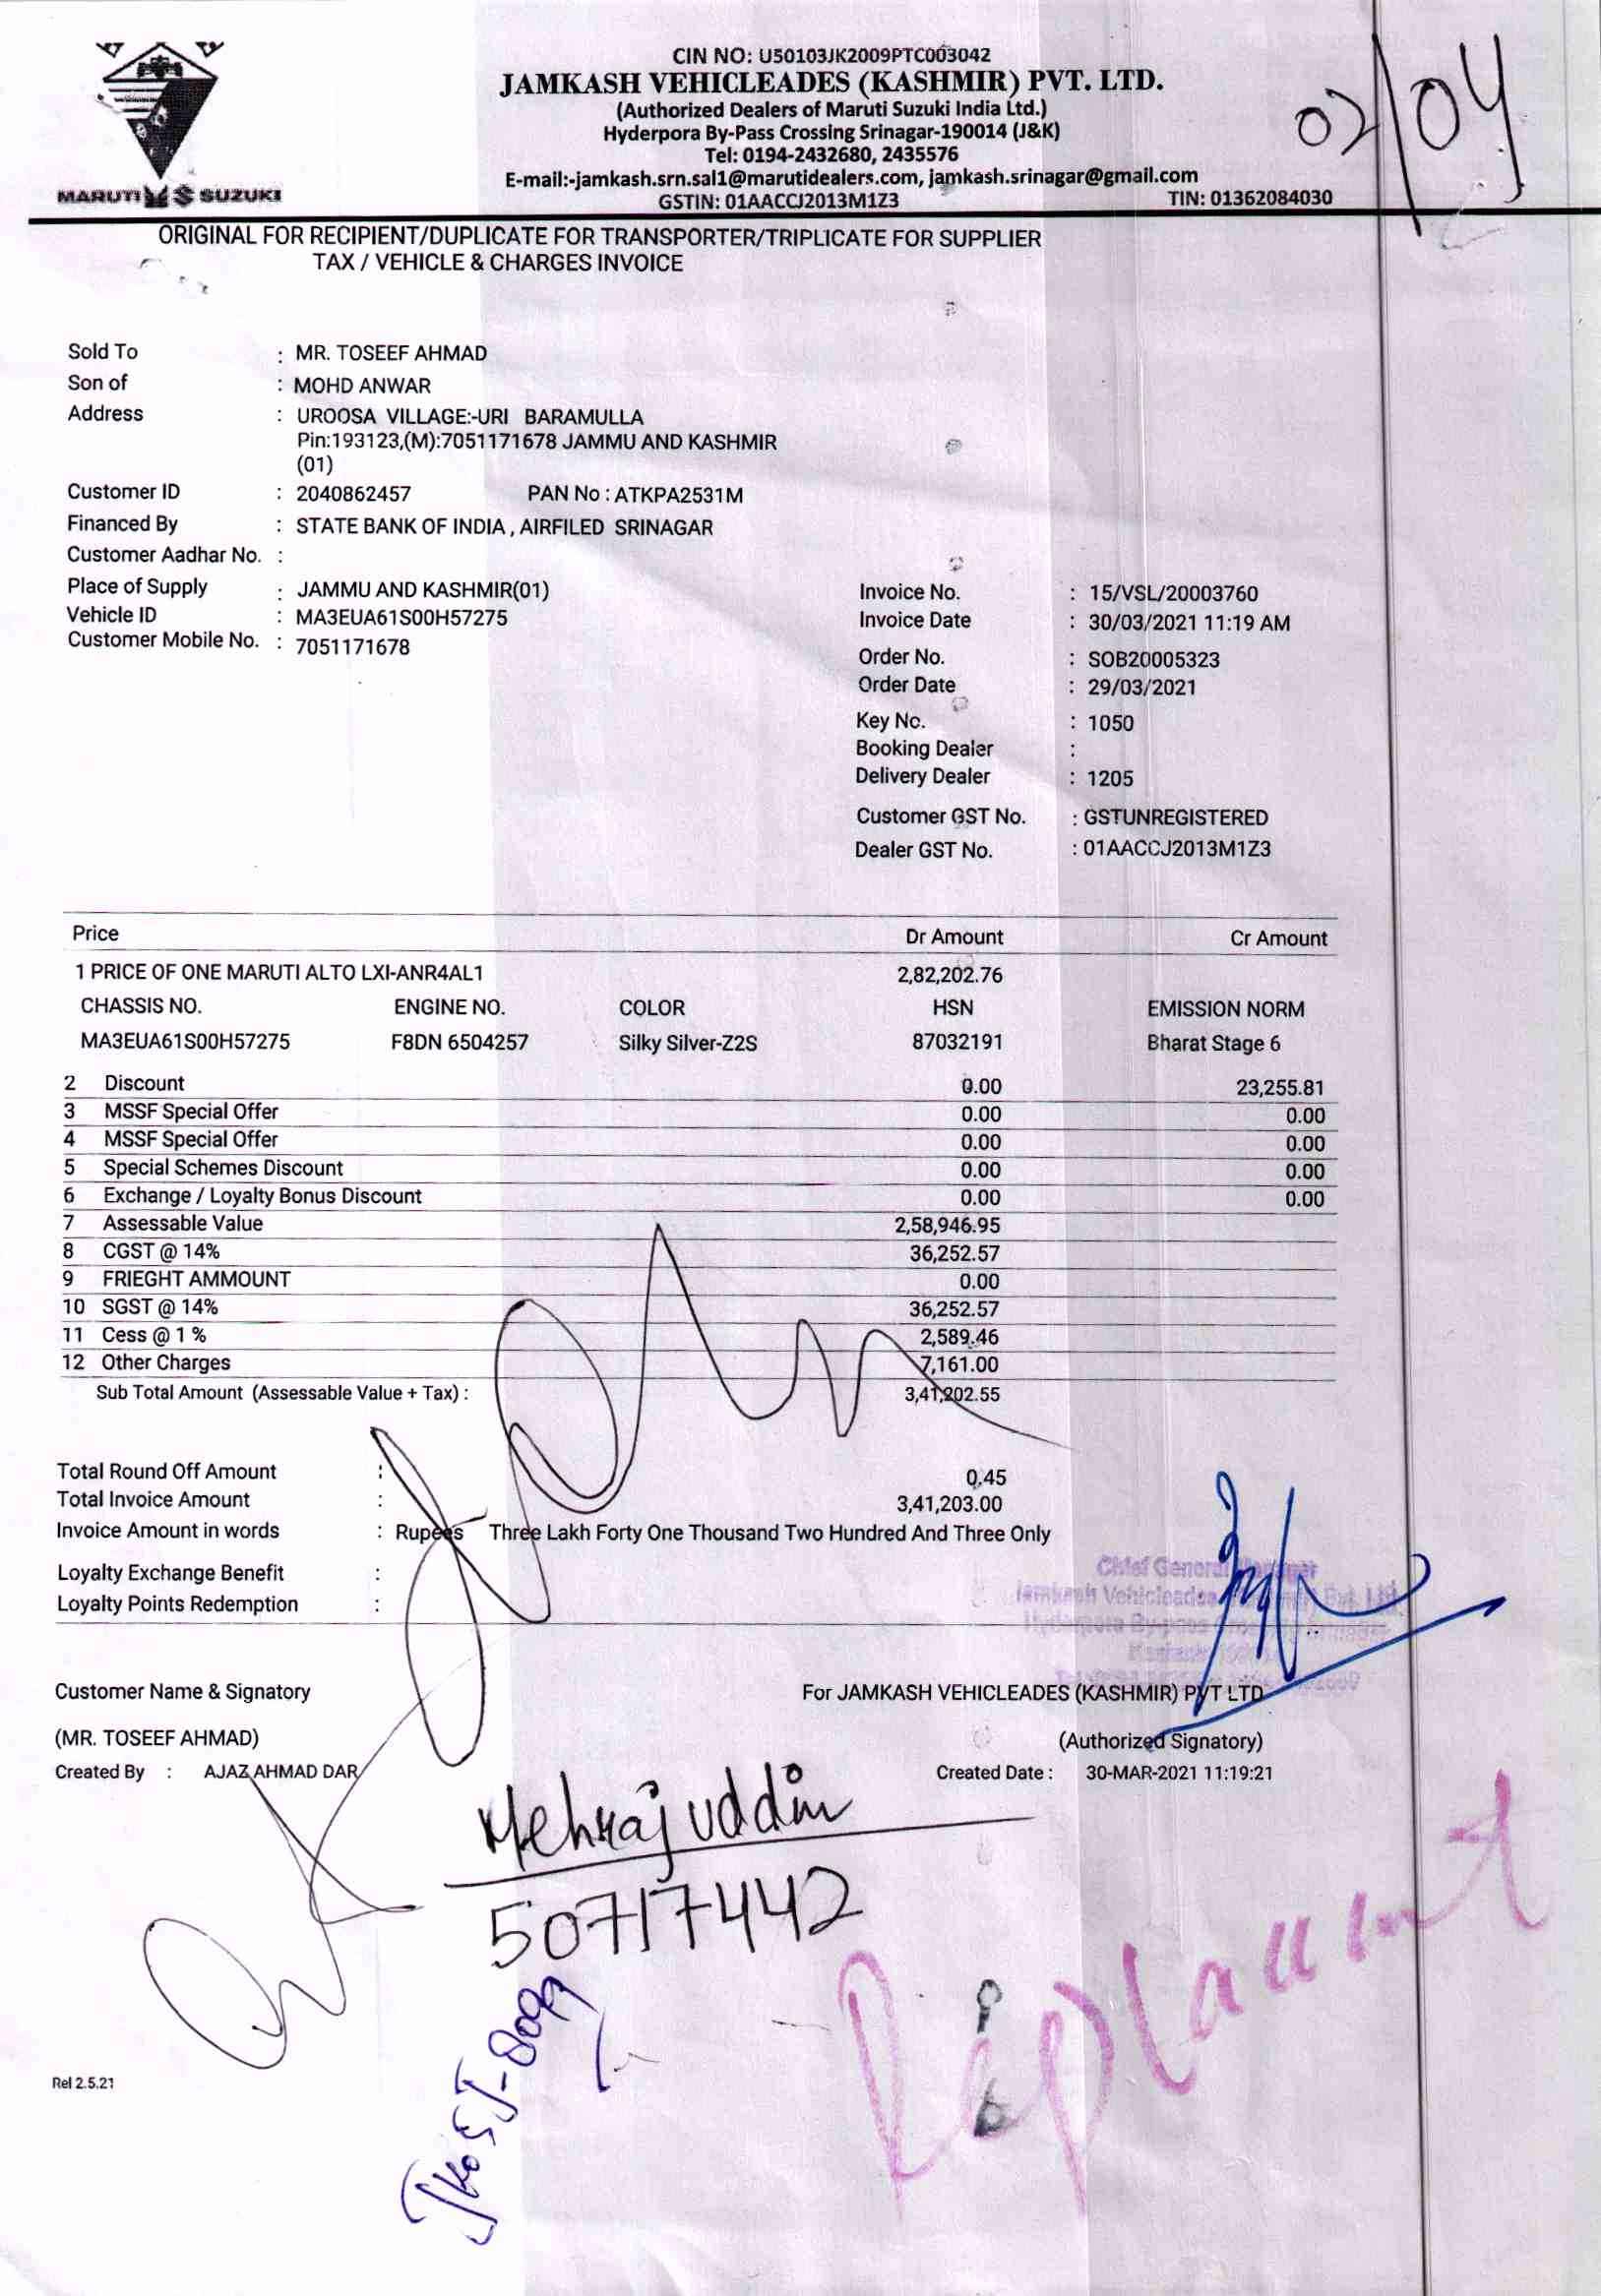 CIN NO: U50103JK2009PTC003042
JAMKASH VEHICLEADES (KASHMIR) PVT. LTD.
(Authorized Dealers of Maruti Suzuki India Ltd.)
Hyderpora By-Pass Crossing Srinagar-190014 (J&K)
Tel: 0194-2432680, 2435576
E-mail:-jamkash.srn.sal1@marutidealers.com, jamkash.srinagar@gmail.com
MARUTI SUZUKI
GSTIN: 01AACCJ2013M1Z3 TIN: 01362084030
02/04
ORIGINAL FOR RECIPIENT/DUPLICATE FOR TRANSPORTER/TRIPLICATE FOR SUPPLIER
TAX / VEHICLE & CHARGES INVOICE
Sold To : MR. TOSEEF AHMAD
Son of : MOHD ANWAR
Address : UROOSA VILLAGE:-URI BARAMULLA
Pin:193123,(M):7051171678 JAMMU AND KASHMIR
(01)
Customer ID : 2040862457 PAN No : ATKPA2531M
Financed By : STATE BANK OF INDIA , AIRFILED SRINAGAR
Customer Aadhar No. :
Place of Supply : JAMMU AND KASHMIR(01)
Vehicle ID : MA3EUA61S00H57275
Customer Mobile No. : 7051171678
Invoice No. : 15/VSL/20003760
Invoice Date : 30/03/2021 11:19 AM
Order No. : SOB20005323
Order Date : 29/03/2021
Key No. : 1050
Booking Dealer :
Delivery Dealer : 1205
Customer GST No. : GSTUNREGISTERED
Dealer GST No. : 01AACCJ2013M1Z3
Price Dr Amount Cr Amount
1 PRICE OF ONE MARUTI ALTO LXI-ANR4AL1 2,82,202.76
CHASSIS NO. ENGINE NO. COLOR HSN EMISSION NORM
MA3EUA61S00H57275 F8DN 6504257 Silky Silver-Z2S 87032191 Bharat Stage 6
2 Discount 0.00 23,255.81
3 MSSF Special Offer 0.00 0.00
4 MSSF Special Offer 0.00 0.00
5 Special Schemes Discount 0.00 0.00
6 Exchange / Loyalty Bonus Discount 0.00 0.00
7 Assessable Value 2,58,946.95
8 CGST @ 14% 36,252.57
9 FRIEGHT AMMOUNT 0.00
10 SGST @ 14% 36,252.57
11 Cess @ 1 % 2,589.46
12 Other Charges 7,161.00
Sub Total Amount (Assessable Value + Tax) : 3,41,202.55
Total Round Off Amount : 0.45
Total Invoice Amount : 3,41,203.00
Invoice Amount in words : Rupees Three Lakh Forty One Thousand Two Hundred And Three Only
Loyalty Exchange Benefit :
Loyalty Points Redemption :
Chief General Manager
Jamkash Vehicleades Pvt. Ltd.
Hyderpora By-pass
Customer Name & Signatory For JAMKASH VEHICLEADES (KASHMIR) PVT LTD
(MR. TOSEEF AHMAD) (Authorized Signatory)
Created By : AJAZ AHMAD DAR Created Date : 30-MAR-2021 11:19:21
Mehraj uddin
50717442
JK05J-8099
Replacment
Rel 2.5.21